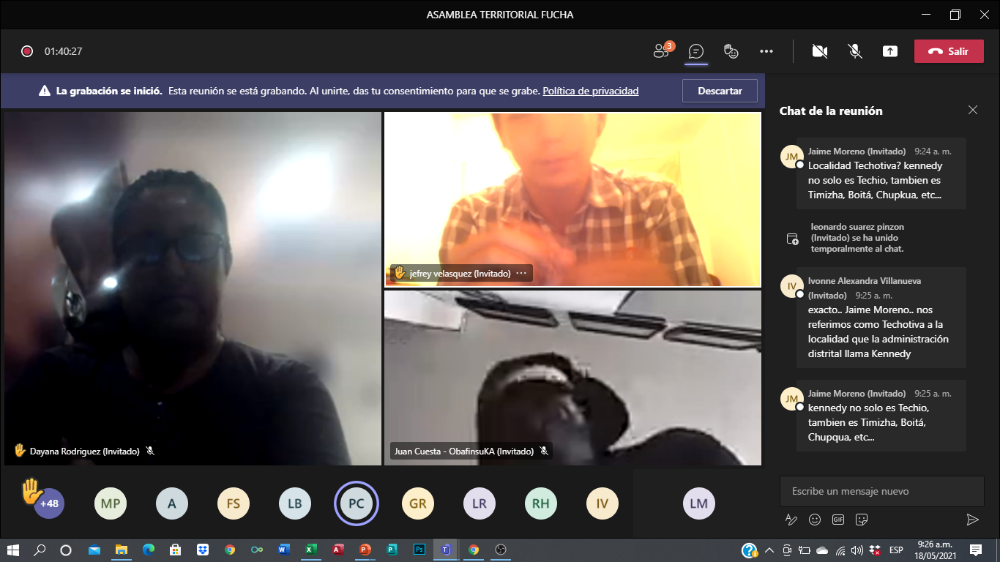 ASAMBLEA TERRITORIAL FUCHA
01:40:27
3
Salir
La grabación se inició. Esta reunión se está grabando. Al unirte, das tu consentimiento para que se grabe. Política de privacidad
Descartar
Dayana Rodriguez (Invitado)
jefrey velasquez (Invitado)
Juan Cuesta - ObafinsuKA (Invitado)
+48
MP
A
FS
LB
PC
GR
LR
RH
IV
LM
Chat de la reunión
JM
Jaime Moreno (Invitado) 9:24 a. m.
Localidad Techotiva? kennedy
no solo es Techio, tambien es
Timizha, Boitá, Chupkua, etc...
leonardo suarez pinzon
(Invitado) se ha unido
temporalmente al chat.
IV
Ivonne Alexandra Villanueva
(Invitado) 9:25 a. m.
exacto.. Jaime Moreno.. nos
referimos como Techotiva a la
localidad que la administración
distrital llama Kennedy
JM
Jaime Moreno (Invitado) 9:25 a. m.
kennedy no solo es Techio,
tambien es Timizha, Boitá,
Chupqua, etc...
Escribe un mensaje nuevo
GIF
ESP
9:26 a.m.
18/05/2021